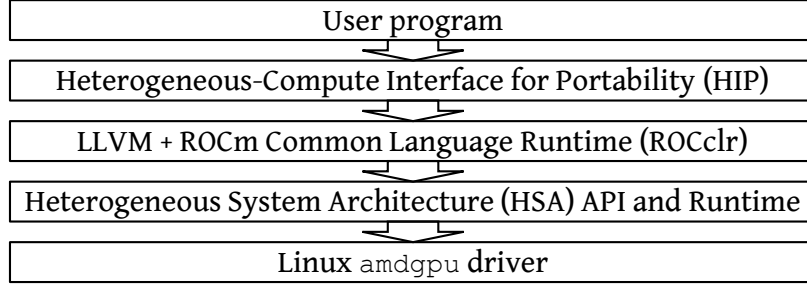 User program
Heterogeneous-Compute Interface for Portability (HIP)
LLVM + ROCm Common Language Runtime (ROCclr)
Heterogeneous System Architecture (HSA) API and Runtime
Linux amdgpu driver